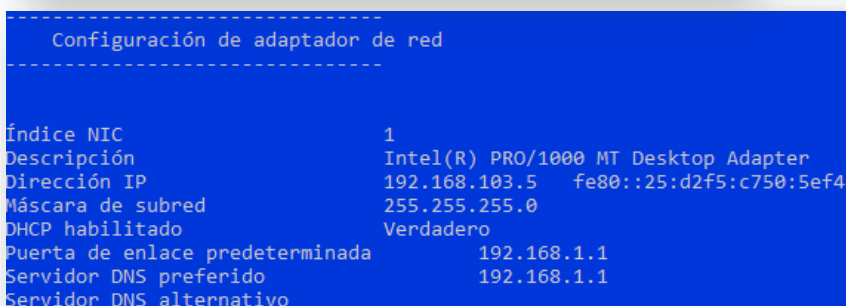 --------------------------------
Configuración de adaptador de red
--------------------------------
Índice NIC 1
Descripción Intel(R) PRO/1000 MT Desktop Adapter
Dirección IP 192.168.103.5 fe80::25:d2f5:c750:5ef4
Máscara de subred 255.255.255.0
DHCP habilitado Verdadero
Puerta de enlace predeterminada 192.168.1.1
Servidor DNS preferido 192.168.1.1
Servidor DNS alternativo